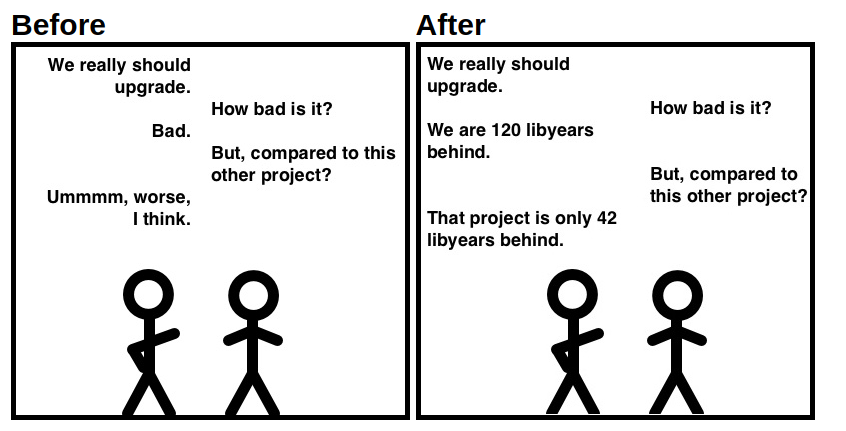 Before
We really should
upgrade.
How bad is it?
Bad.
But, compared to this
other project?
Ummmm, worse,
I think.
After
We really should
upgrade.
How bad is it?
We are 120 libyears
behind.
But, compared to
this other project?
That project is only 42
libyears behind.